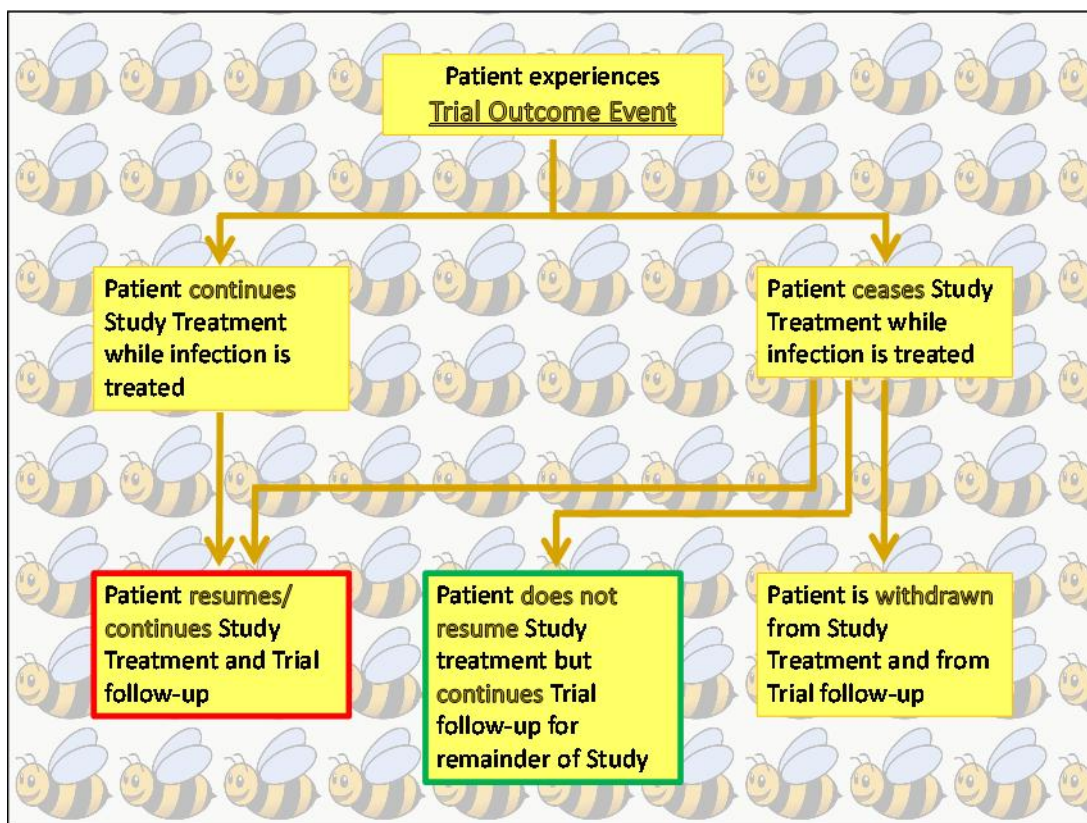 Patient experiences
Trial Outcome Event
Patient continues
Study Treatment
while infection is
treated
Patient ceases Study
Treatment while
infection is treated
Patient resumes/
continues Study
Treatment and Trial
follow-up
Patient does not
resume Study
treatment but
continues Trial
follow-up for
remainder of Study
Patient is withdrawn
from Study
Treatment and from
Trial follow-up